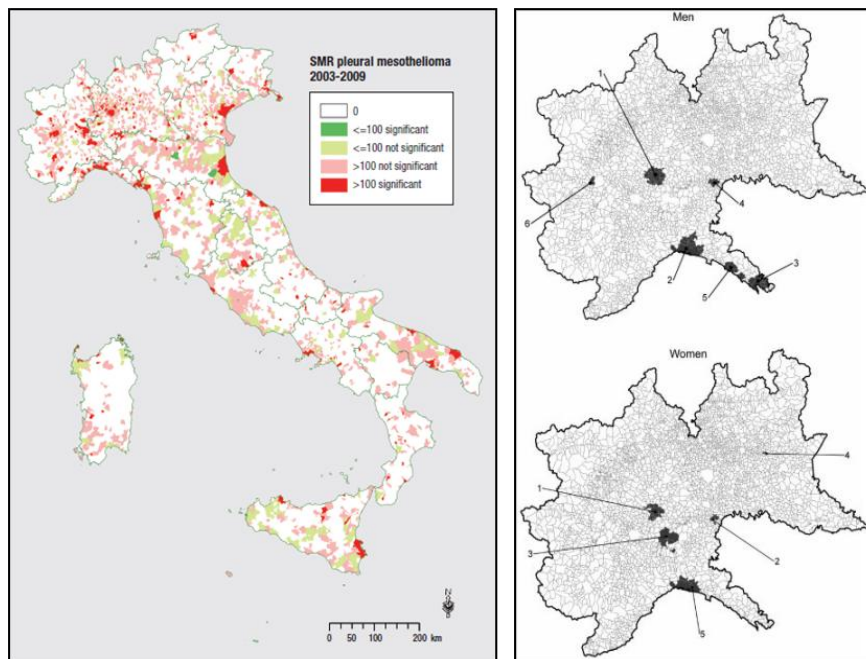 SMR pleural mesothelioma
2003-2009
0
<=100 significant
<=100 not significant
>100 not significant
>100 significant
0 50 100 200 km
Men
1
6
4
2
5
3
Women
4
1
3
2
5